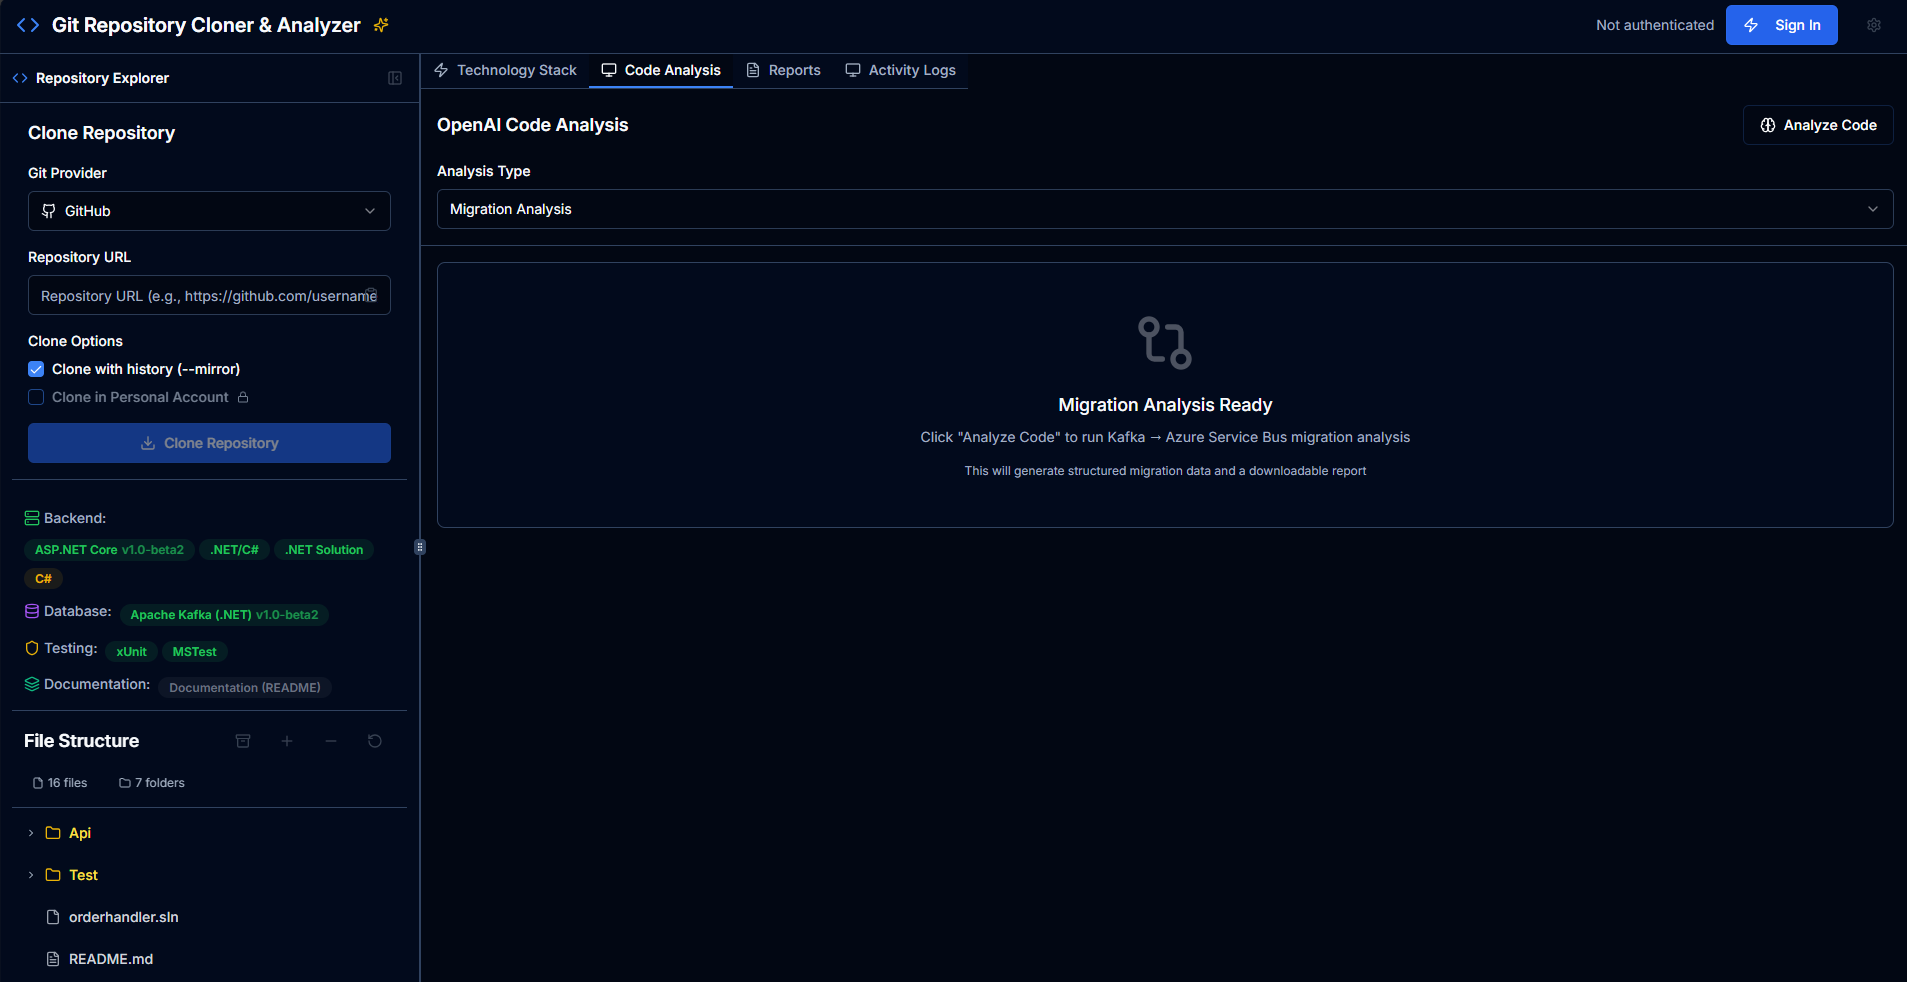 Git Repository Cloner & Analyzer
Not authenticated
Sign In
Repository Explorer
Technology Stack
Code Analysis
Reports
Activity Logs
Clone Repository
Git Provider
GitHub
Repository URL
Repository URL (e.g., https://github.com/username
Clone Options
Clone with history (--mirror)
Clone in Personal Account
Clone Repository
Backend:
ASP.NET Core v1.0-beta2
.NET/C#
.NET Solution
C#
Database:
Apache Kafka (.NET) v1.0-beta2
Testing:
xUnit
MSTest
Documentation:
Documentation (README)
File Structure
16 files
7 folders
Api
Test
orderhandler.sln
README.md
OpenAI Code Analysis
Analyze Code
Analysis Type
Migration Analysis
Migration Analysis Ready
Click "Analyze Code" to run Kafka → Azure Service Bus migration analysis
This will generate structured migration data and a downloadable report